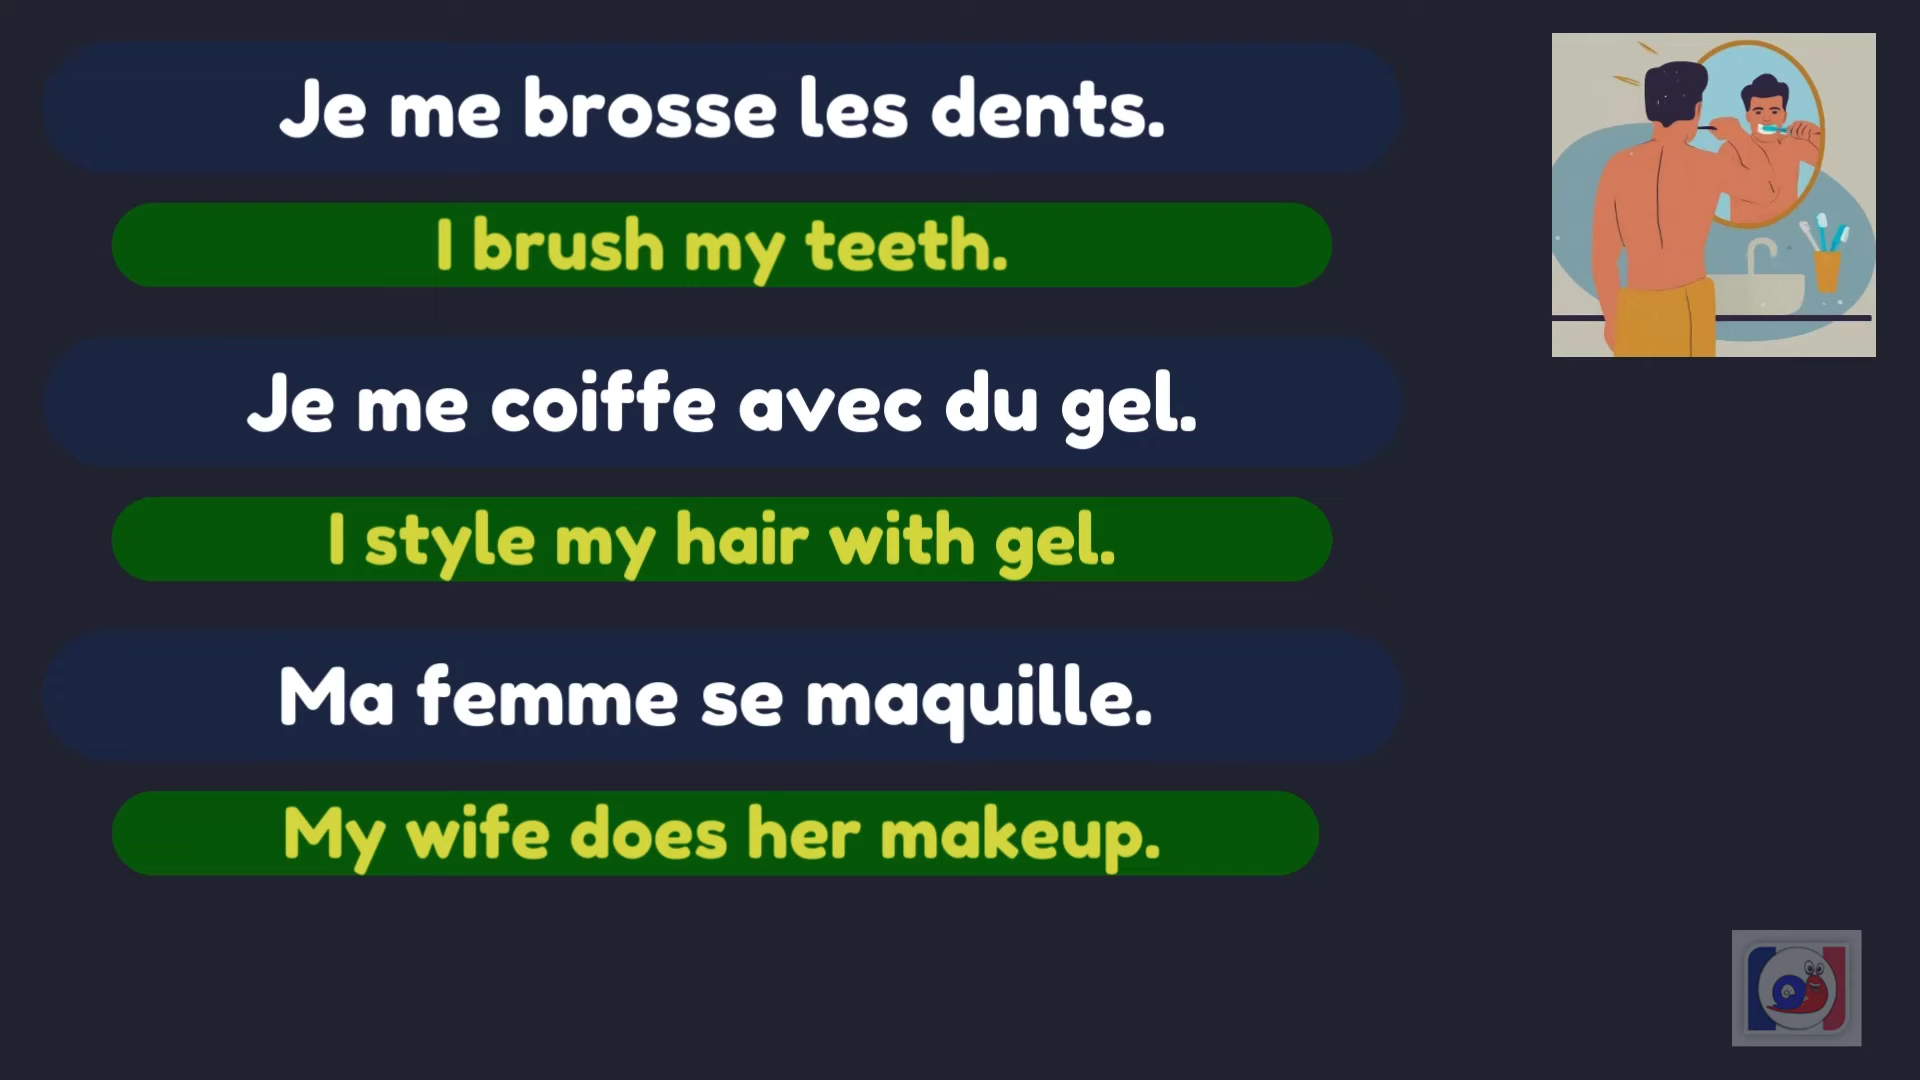 Je me brosse les dents.
I brush my teeth.
Je me coiffe avec du gel.
I style my hair with gel.
Ma femme se maquille.
My wife does her makeup.